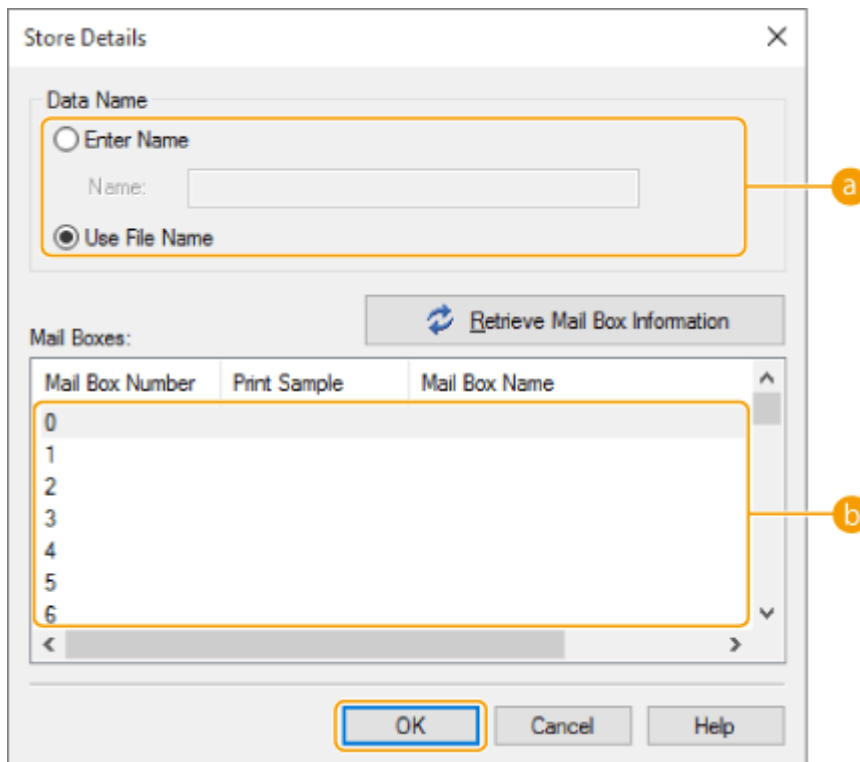 Store Details
Data Name
Enter Name
Name:
a
Use File Name
Retrieve Mail Box Information
Mail Boxes:
Mail Box Number Print Sample Mail Box Name
0
1
2
3
4
b
5
6
OK Cancel Help